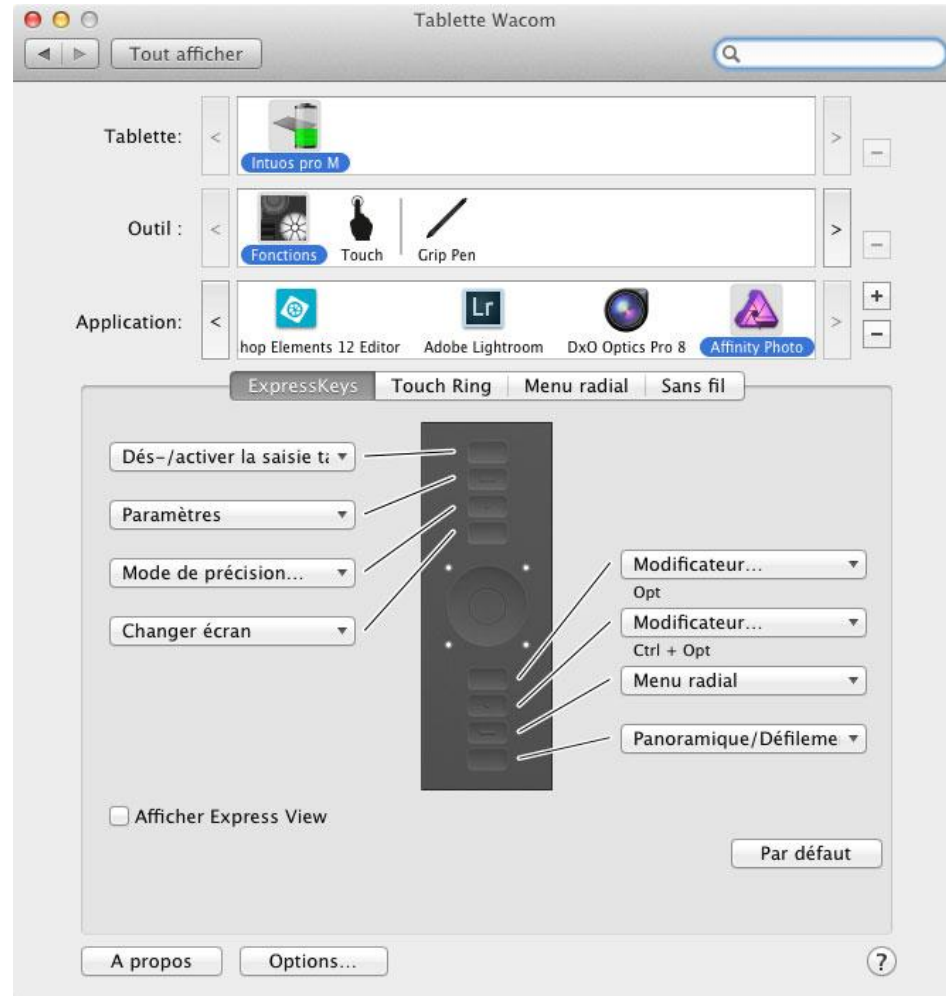 Tablette Wacom
Tout afficher
Tablette:
Intuos pro M
Outil :
Fonctions
Touch
Grip Pen
Application:
Lr
hop Elements 12 Editor
Adobe Lightroom
DxO Optics Pro 8
Affinity Photo
ExpressKeys
Touch Ring
Menu radial
Sans fil
Dés-/activer la saisie ta
Paramètres
Mode de précision...
Changer écran
Modificateur...
Opt
Modificateur...
Ctrl + Opt
Menu radial
Panoramique/Défileme
Afficher Express View
Par défaut
A propos
Options...
?